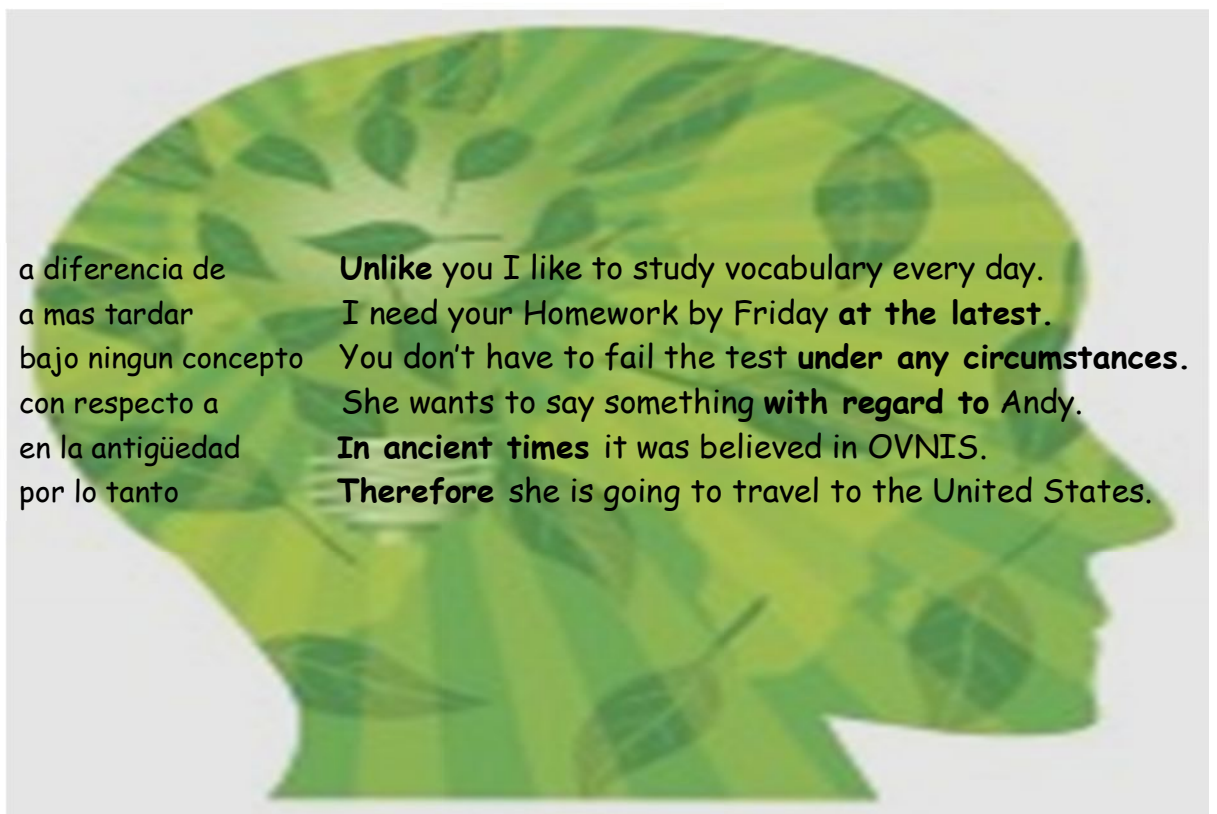 a diferencia de Unlike you I like to study vocabulary every day.
a mas tardar I need your Homework by Friday at the latest.
bajo ningun concepto You don't have to fail the test under any circumstances.
con respecto a She wants to say something with regard to Andy.
en la antigüedad In ancient times it was believed in OVNIS.
por lo tanto Therefore she is going to travel to the United States.